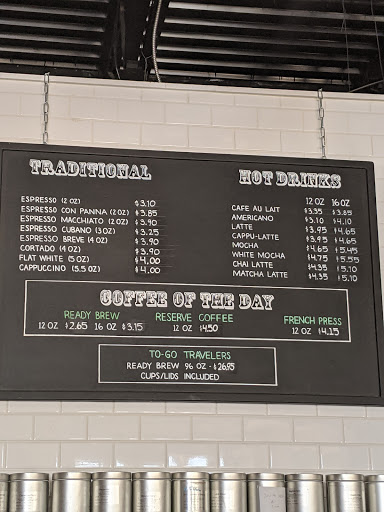 TRADITIONAL
ESPRESSO (2 OZ) $3.10
ESPRESSO CON PANNA (2 OZ) $3.85
ESPRESSO MACCHIATO (2 OZ) $3.90
ESPRESSO CUBANO (3 OZ) $3.25
ESPRESSO BREVE (4 OZ) $3.90
CORTADO (4 OZ) $3.90
FLAT WHITE (5 OZ) $4.00
CAPPUCCINO (5.5 OZ) $4.00
HOT DRINKS
12 OZ 16 OZ
CAFE AU LAIT $3.35 $3.85
AMERICANO $3.10 $4.10
LATTE $3.95 $4.65
CAPPU-LATTE $3.95 $4.65
MOCHA $4.65 $5.45
WHITE MOCHA $4.75 $5.55
CHAI LATTE $4.35 $5.10
MATCHA LATTE $4.35 $5.10
COFFEE OF THE DAY
READY BREW
12 OZ $2.65 16 OZ $3.15
RESERVE COFFEE
12 OZ $4.50
FRENCH PRESS
12 OZ $4.15
TO-GO TRAVELERS
READY BREW 96 OZ - $26.95
CUPS/LIDS INCLUDED